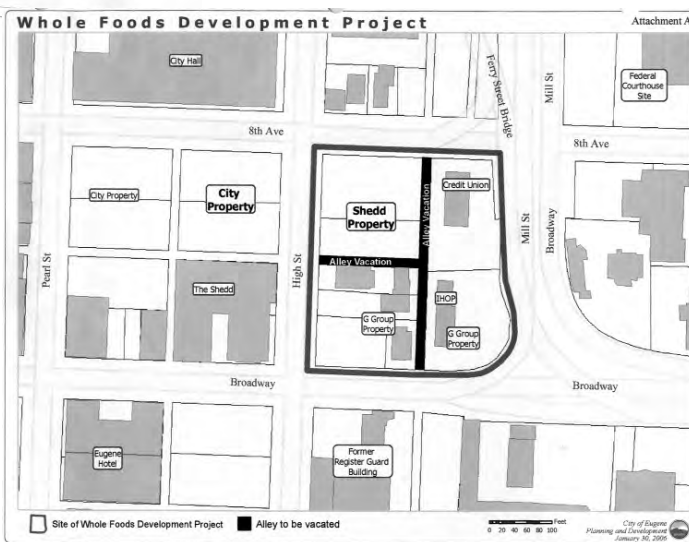 Whole Foods Development Project
Attachment A
City Hall
Ferry Street Bridge
Mill St
Federal
Courthouse
Site
8th Ave
8th Ave
City Property
City
Property
Shedd
Property
Alley Vacation
Credit Union
Mill St
Broadway
Pearl St
The Shedd
High St
Alley Vacation
IHOP
G Group
Property
G Group
Property
Broadway
Broadway
Eugene
Hotel
Former
Register Guard
Building
Site of Whole Foods Development Project
Alley to be vacated
Feet
0 20 40 60 80 100
City of Eugene
Planning and Development
January 30, 2006